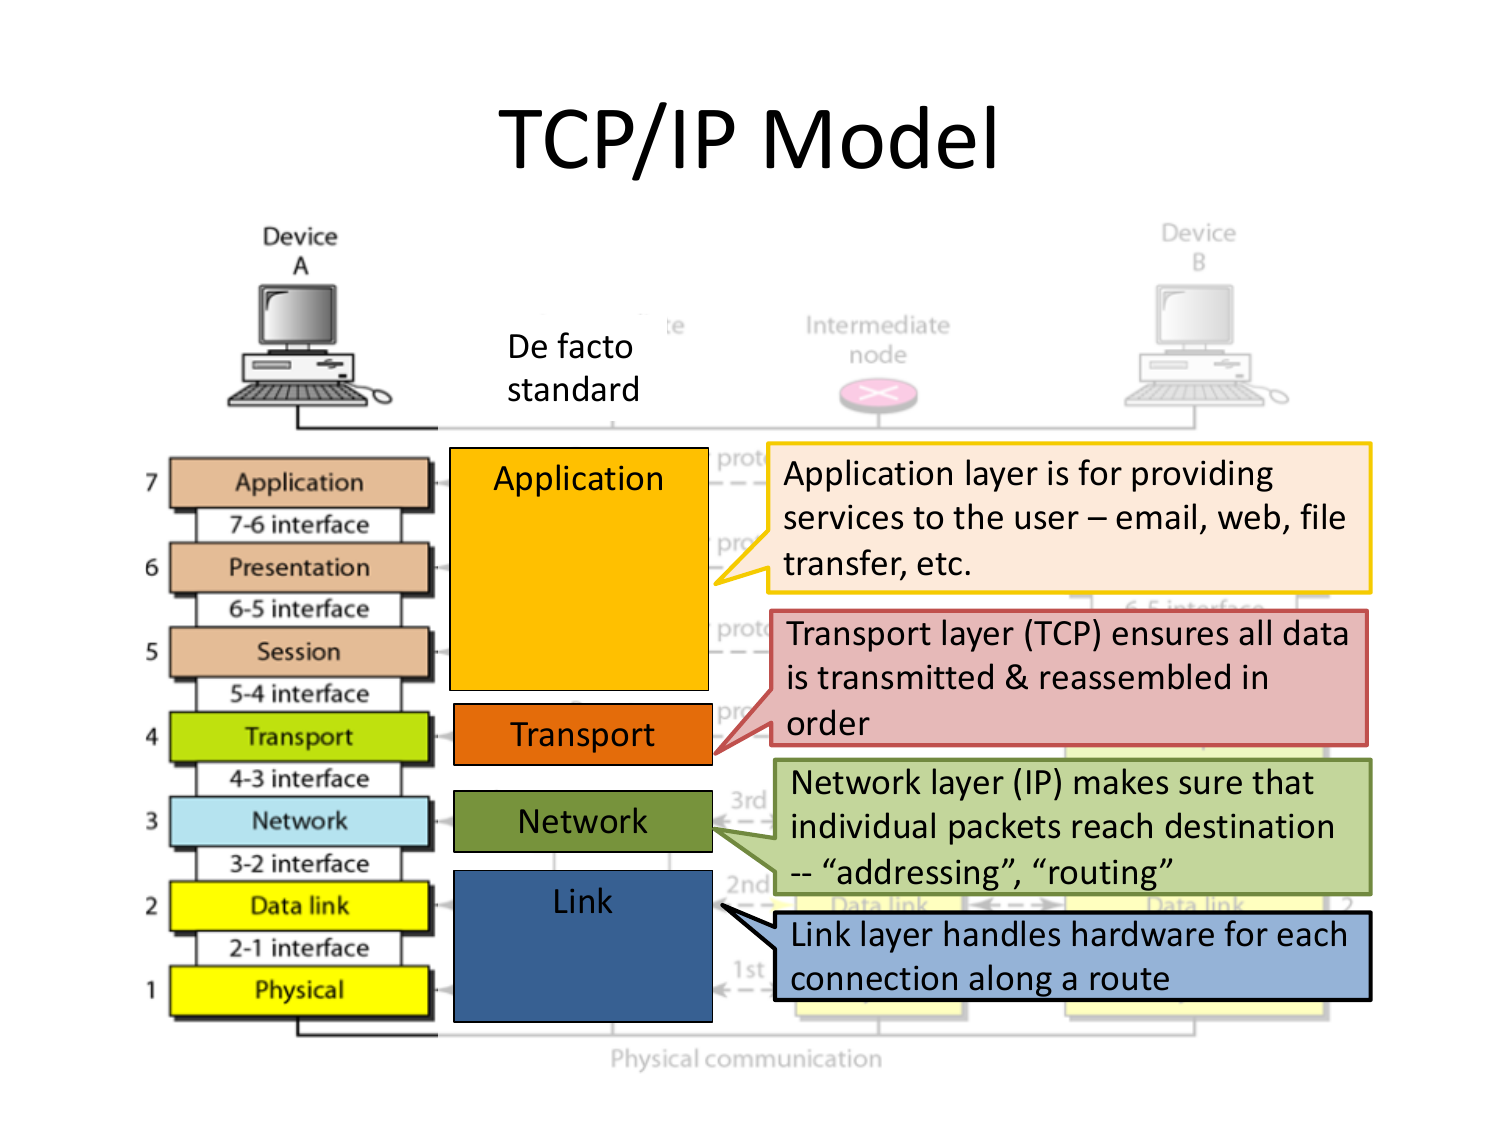 TCP/IP Model
Device
A
Device
B
De facto
standard
Intermediate
node
7
Application
7-6 interface
6
Presentation
6-5 interface
5
Session
5-4 interface
4
Transport
4-3 interface
3
Network
3-2 interface
2
Data link
2-1 interface
1
Physical
Application
Transport
Network
Link
Application layer is for providing
services to the user – email, web, file
transfer, etc.
6-5 interface
Transport layer (TCP) ensures all data
is transmitted & reassembled in
order
3rd
Network layer (IP) makes sure that
individual packets reach destination
-- “addressing”, “routing”
2nd
Data link
Data link
2
Link layer handles hardware for each
connection along a route
1st
Physical communication